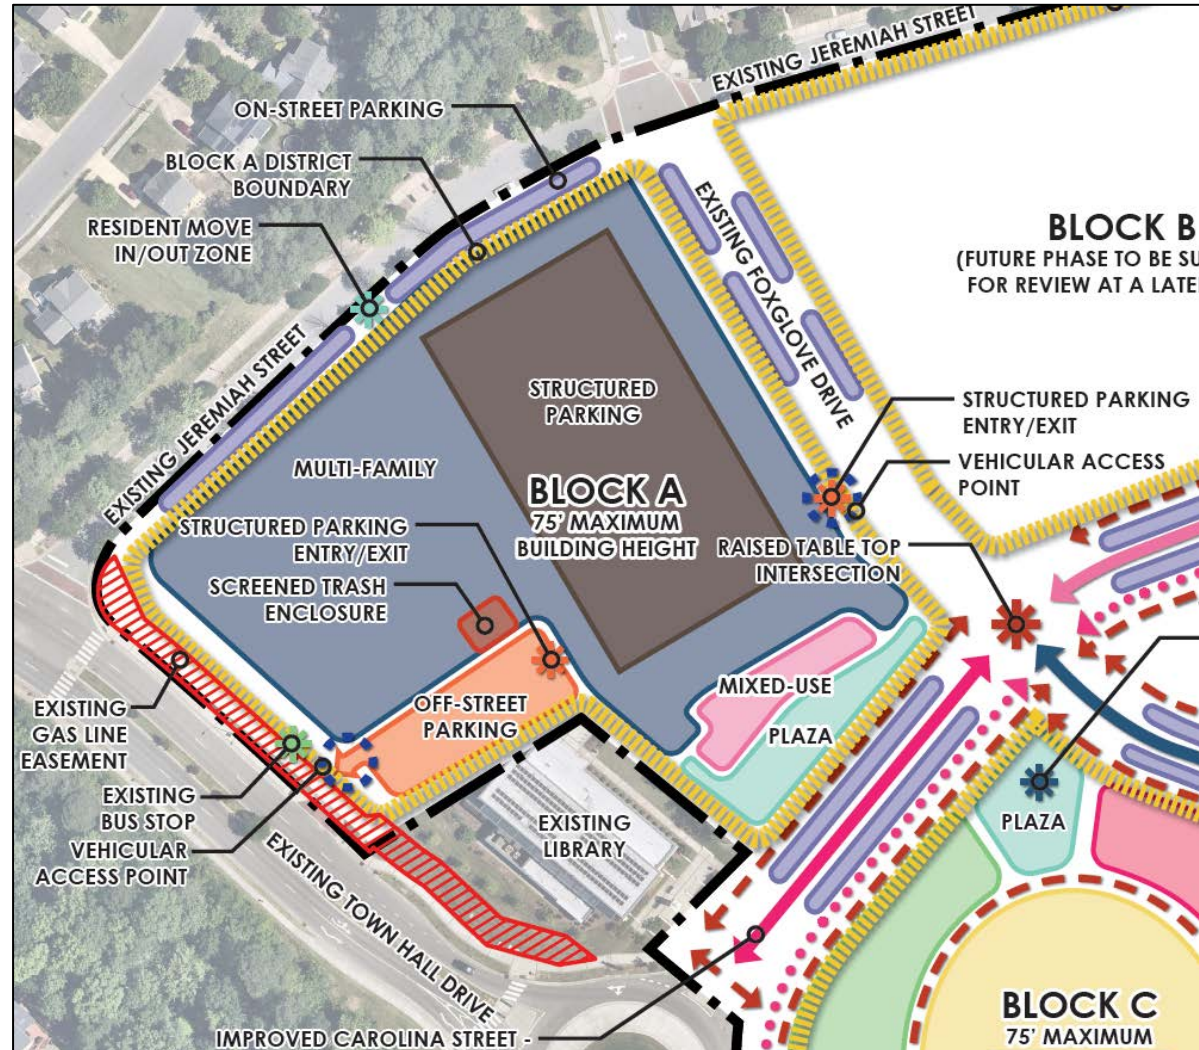 EXISTING JEREMIAH STREET
ON-STREET PARKING
BLOCK A DISTRICT
BOUNDARY
RESIDENT MOVE
IN/OUT ZONE
EXISTING FOXGLOVE DRIVE
BLOCK B
(FUTURE PHASE TO BE SU
FOR REVIEW AT A LATE
EXISTING JEREMIAH STREET
STRUCTURED
PARKING
STRUCTURED PARKING
ENTRY/EXIT
MULTI-FAMILY
VEHICULAR ACCESS
POINT
BLOCK A
75' MAXIMUM
BUILDING HEIGHT
STRUCTURED PARKING
ENTRY/EXIT
RAISED TABLE TOP
INTERSECTION
SCREENED TRASH
ENCLOSURE
MIXED-USE
OFF-STREET
PARKING
PLAZA
EXISTING
GAS LINE
EASEMENT
EXISTING
BUS STOP
EXISTING
LIBRARY
PLAZA
VEHICULAR
ACCESS POINT
EXISTING TOWN HALL DRIVE
BLOCK C
75' MAXIMUM
IMPROVED CAROLINA STREET -